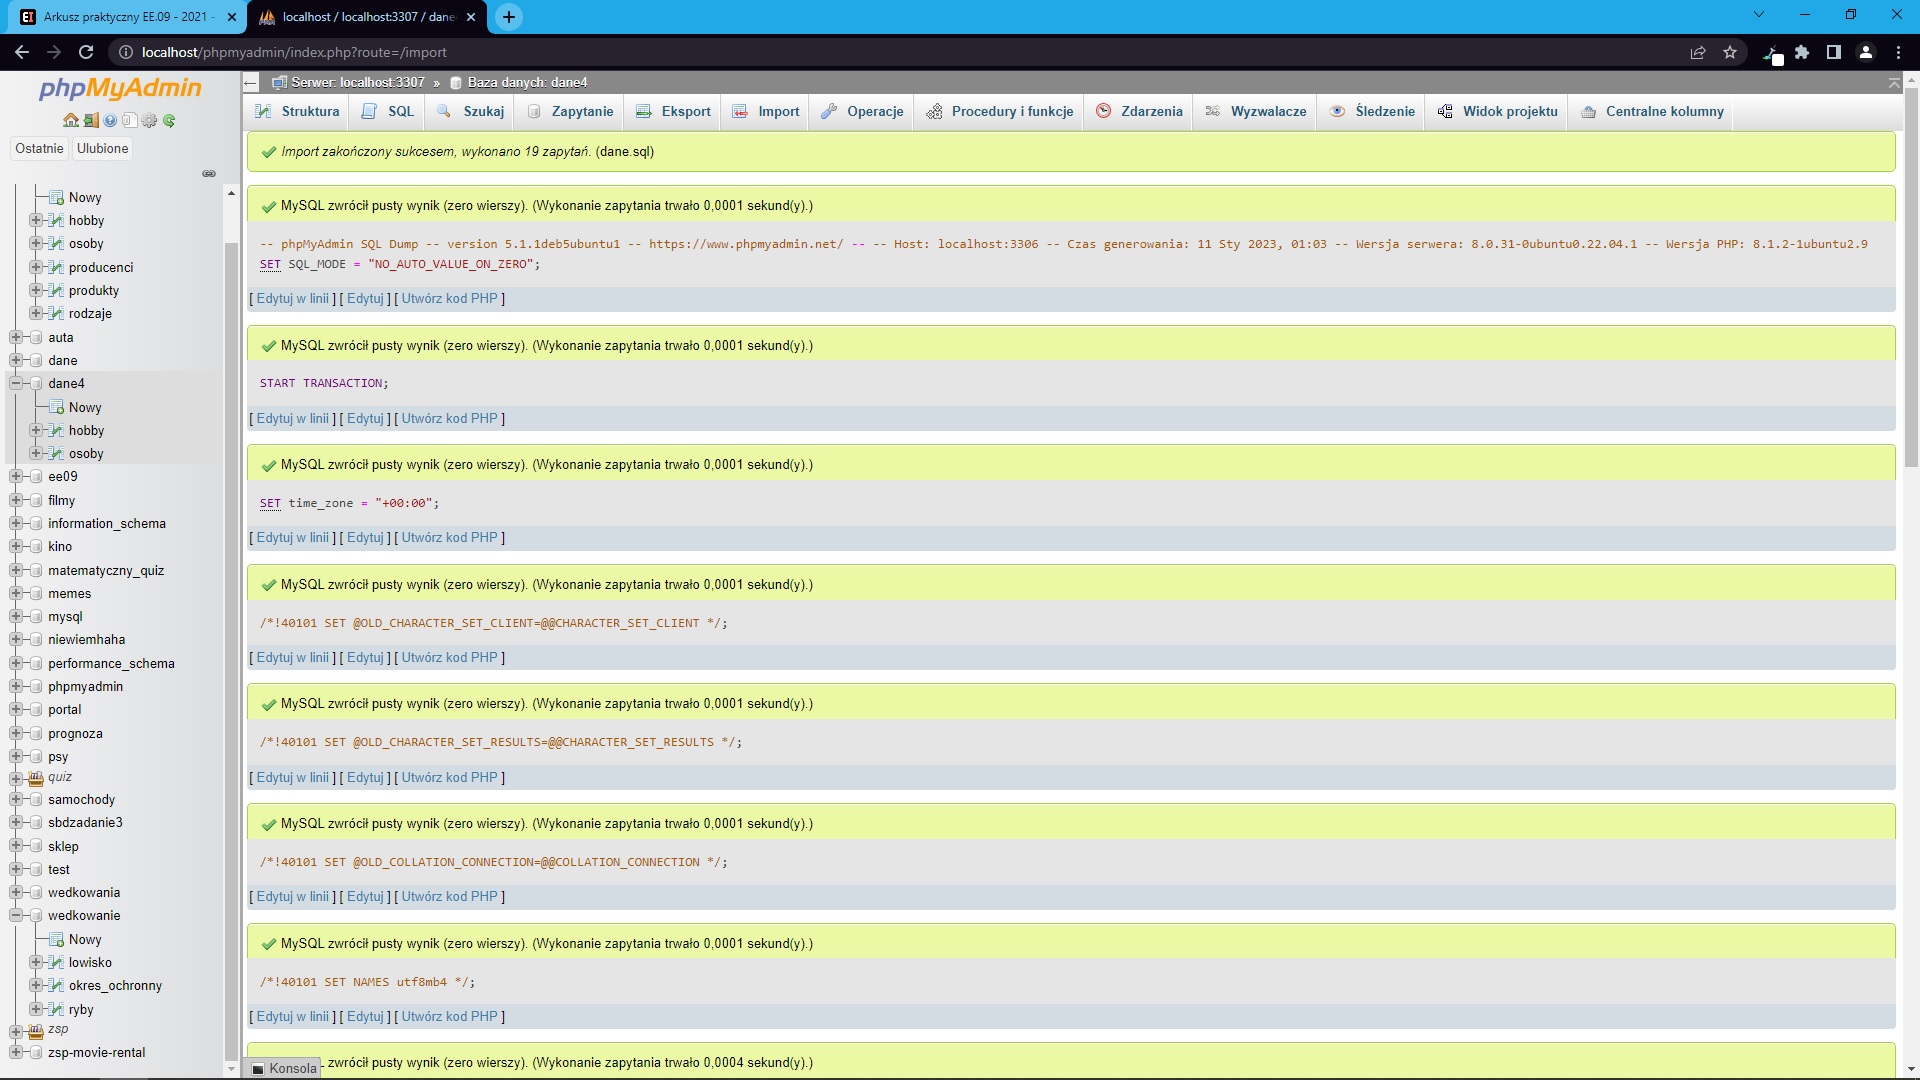 Arkusz praktyczny EE.09 - 2021 -
localhost / localhost:3307 / dane
localhost/phpmyadmin/index.php?route=/import
phpMyAdmin
Ostatnie
Ulubione
Nowy
hobby
osoby
producenci
produkty
rodzaje
auta
dane
dane4
Nowy
hobby
osoby
ee09
filmy
information_schema
kino
matematyczny_quiz
memes
mysql
niewiemhaha
performance_schema
phpmyadmin
portal
prognoza
psy
quiz
samochody
sbdzadanie3
sklep
test
wedkowania
wedkowanie
Nowy
lowisko
okres_ochronny
ryby
zsp
zsp-movie-rental
Serwer: localhost:3307 » Baza danych: dane4
Struktura SQL Szukaj Zapytanie Eksport Import Operacje Procedury i funkcje Zdarzenia Wyzwalacze Śledzenie Widok projektu Centralne kolumny
Import zakończony sukcesem, wykonano 19 zapytań. (dane.sql)
MySQL zwrócił pusty wynik (zero wierszy). (Wykonanie zapytania trwało 0,0001 sekund(y).)
-- phpMyAdmin SQL Dump -- version 5.1.1deb5ubuntu1 -- https://www.phpmyadmin.net/ -- -- Host: localhost:3306 -- Czas generowania: 11 Sty 2023, 01:03 -- Wersja serwera: 8.0.31-0ubuntu0.22.04.1 -- Wersja PHP: 8.1.2-1ubuntu2.9
SET SQL_MODE = "NO_AUTO_VALUE_ON_ZERO";
[ Edytuj w linii ] [ Edytuj ] [ Utwórz kod PHP ]
MySQL zwrócił pusty wynik (zero wierszy). (Wykonanie zapytania trwało 0,0001 sekund(y).)
START TRANSACTION;
[ Edytuj w linii ] [ Edytuj ] [ Utwórz kod PHP ]
MySQL zwrócił pusty wynik (zero wierszy). (Wykonanie zapytania trwało 0,0001 sekund(y).)
SET time_zone = "+00:00";
[ Edytuj w linii ] [ Edytuj ] [ Utwórz kod PHP ]
MySQL zwrócił pusty wynik (zero wierszy). (Wykonanie zapytania trwało 0,0001 sekund(y).)
/*!40101 SET @OLD_CHARACTER_SET_CLIENT=@@CHARACTER_SET_CLIENT */;
[ Edytuj w linii ] [ Edytuj ] [ Utwórz kod PHP ]
MySQL zwrócił pusty wynik (zero wierszy). (Wykonanie zapytania trwało 0,0001 sekund(y).)
/*!40101 SET @OLD_CHARACTER_SET_RESULTS=@@CHARACTER_SET_RESULTS */;
[ Edytuj w linii ] [ Edytuj ] [ Utwórz kod PHP ]
MySQL zwrócił pusty wynik (zero wierszy). (Wykonanie zapytania trwało 0,0001 sekund(y).)
/*!40101 SET @OLD_COLLATION_CONNECTION=@@COLLATION_CONNECTION */;
[ Edytuj w linii ] [ Edytuj ] [ Utwórz kod PHP ]
MySQL zwrócił pusty wynik (zero wierszy). (Wykonanie zapytania trwało 0,0001 sekund(y).)
/*!40101 SET NAMES utf8mb4 */;
[ Edytuj w linii ] [ Edytuj ] [ Utwórz kod PHP ]
zwrócił pusty wynik (zero wierszy). (Wykonanie zapytania trwało 0,0004 sekund(y).)
Konsola